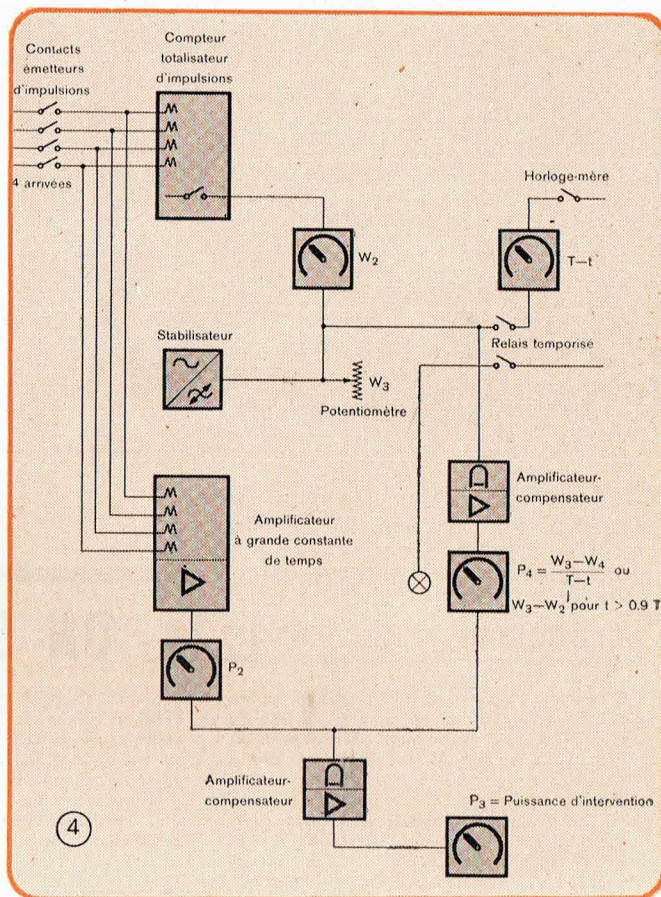 Contacts
émetteurs
d'impulsions
4 arrivées
Compteur
totalisateur
d'impulsions
Horloge-mère
W₂
T—t
Stabilisateur
Relais temporisé
W₃
Potentiomètre
Amplificateur-
compensateur
Amplificateur
à grande constante
de temps
P₄ = W₃—W₄ / T—t ou
W₃—W₂ pour t > 0.9 T
P₂
Amplificateur-
compensateur
P₃ = Puissance d'intervention
4